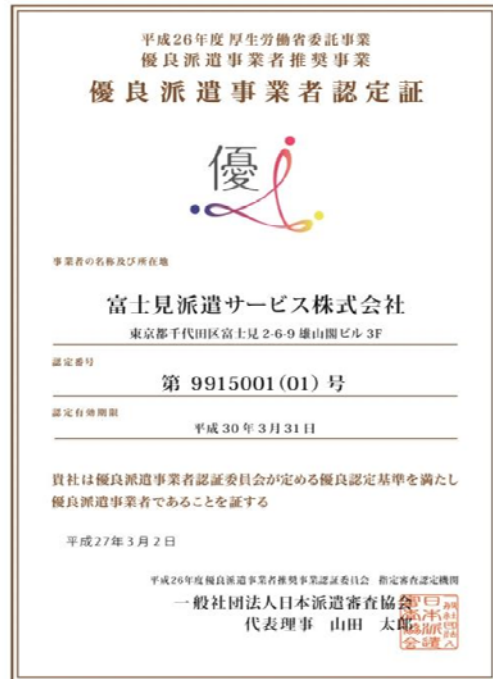 平成26年度 厚生労働省委託事業
優良派遣事業者推奨事業
優良派遣事業者認定証
優
事業者の名称及び所在地
富士見派遣サービス株式会社
東京都千代田区富士見 2-6-9 雄山閣ビル 3F
認定番号
第 9915001(01) 号
認定有効期限
平成 30 年 3 月 31 日
貴社は優良派遣事業者認証委員会が定める優良認定基準を満たし
優良派遣事業者であることを証する
平成27年 3 月 2 日
平成26年度優良派遣事業者推奨事業認証委員会 指定審査認定機関
一般社団法人日本派遣審査協会
代表理事 山田 太郎